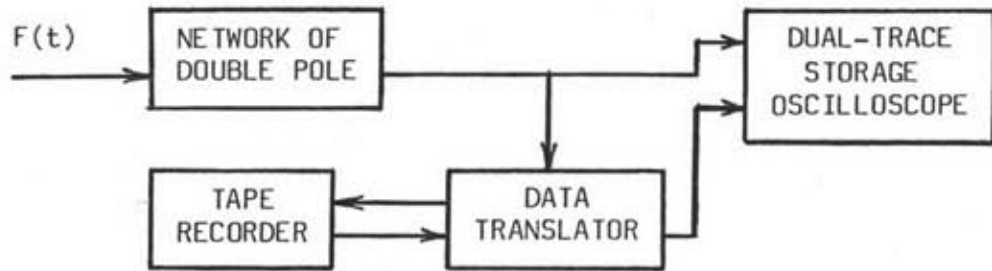 F(t)
NETWORK OF
DOUBLE POLE
DUAL-TRACE
STORAGE
OSCILLOSCOPE
TAPE
RECORDER
DATA
TRANSLATOR